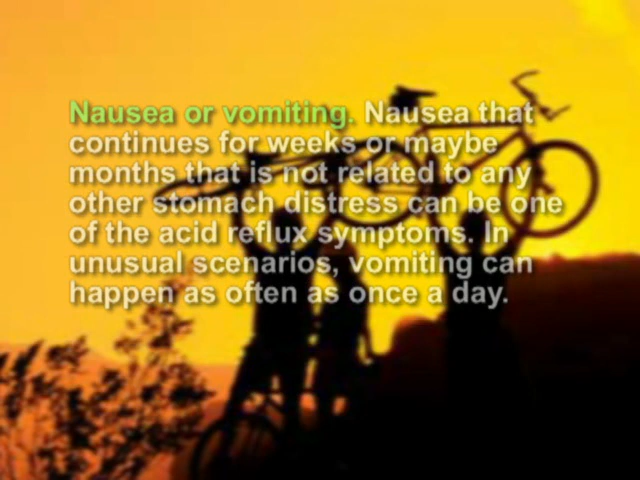 Nausea or vomiting. Nausea that
continues for weeks or maybe
months that is not related to any
other stomach distress can be one
of the acid reflux symptoms. In
unusual scenarios, vomiting can
happen as often as once a day.